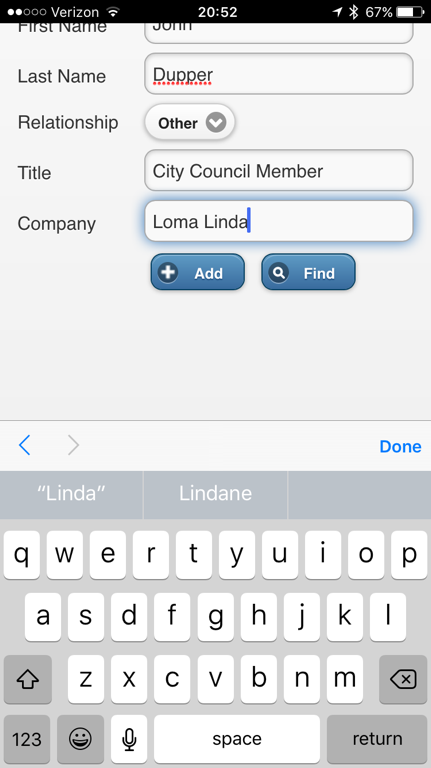 Verizon 20:52 67%
First Name John
Last Name Dupper
Relationship Other
Title City Council Member
Company Loma Linda
Add Find
Done
“Linda” Lindane
q w e r t y u i o p
a s d f g h j k l
z x c v b n m
123 space return